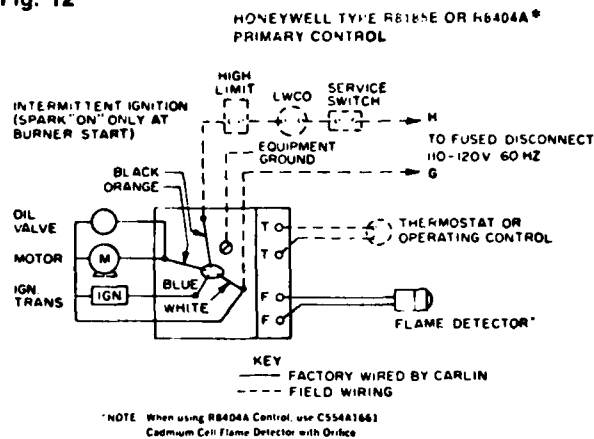 Fig. 12
HONEYWELL TYPE R8185E OR R8404A*
PRIMARY CONTROL
HIGH
LIMIT
LWCO
SERVICE
SWITCH
INTERMITTENT IGNITION
(SPARK "ON" ONLY AT
BURNER START)
H
TO FUSED DISCONNECT
110-120V 60 HZ
G
EQUIPMENT
GROUND
BLACK
ORANGE
OIL
VALVE
MOTOR
M
IGN.
TRANS
IGN
BLUE
WHITE
T
T
THERMOSTAT OR
OPERATING CONTROL
F
F
FLAME DETECTOR*
KEY
FACTORY WIRED BY CARLIN
FIELD WIRING
*NOTE When using R8404A Control, use C554A1661
Cadmium Cell Flame Detector with Orifice